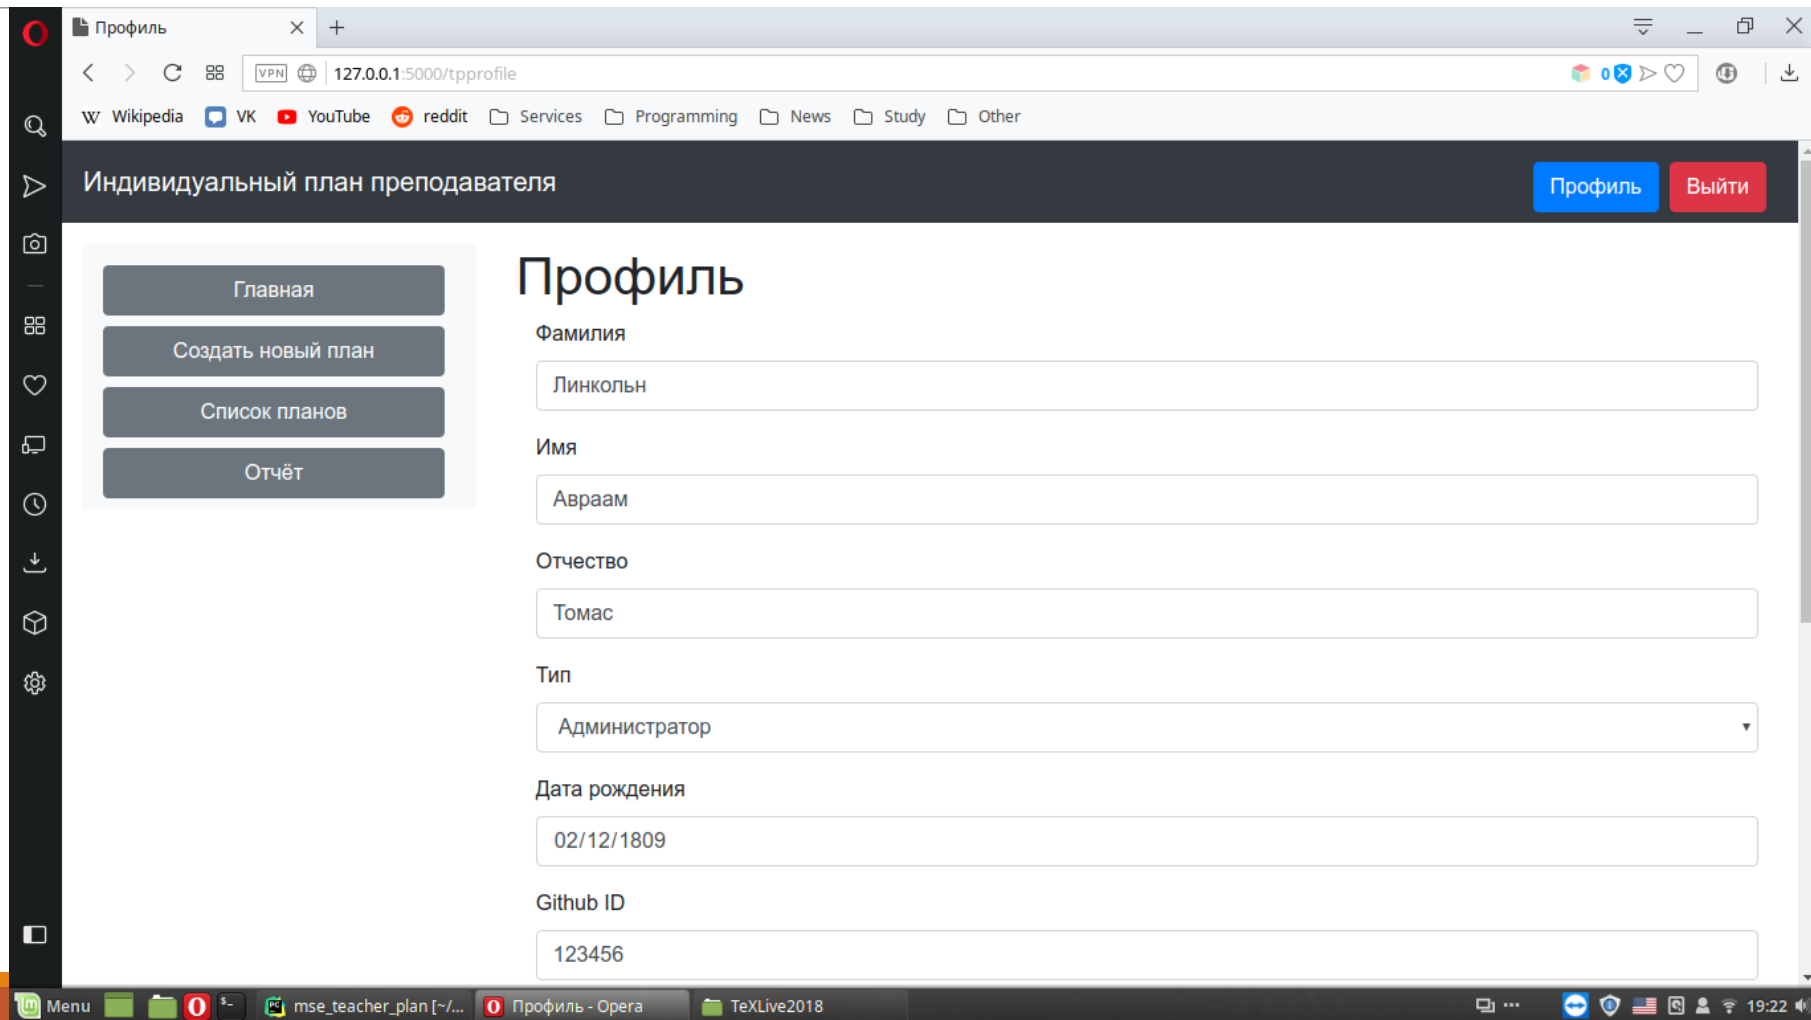 Профиль
VPN 127.0.0.1:5000/tpprofile 0
Wikipedia VK YouTube reddit Services Programming News Study Other
Индивидуальный план преподавателя Профиль Выйти
Главная
Создать новый план
Список планов
Отчёт
Профиль
Фамилия
Линкольн
Имя
Авраам
Отчество
Томас
Тип
Администратор
Дата рождения
02/12/1809
Github ID
123456
Menu mse_teacher_plan [~/... Профиль - Opera TeXLive2018 19:22